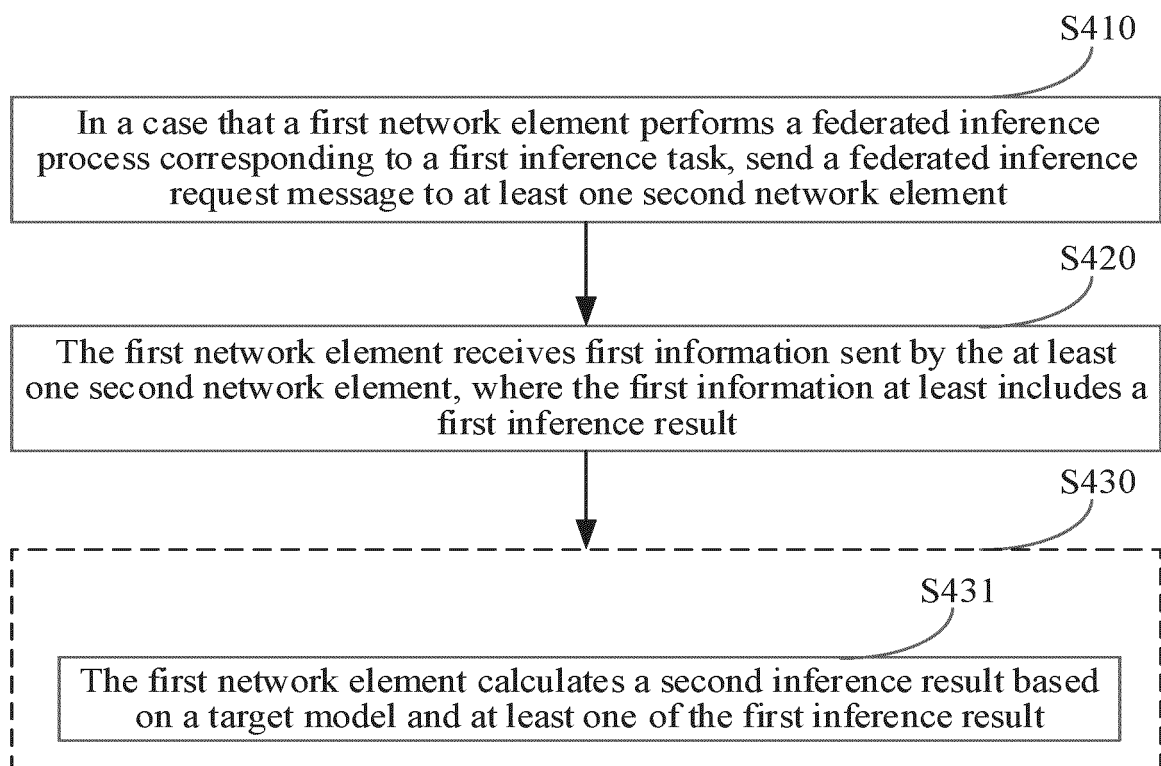 S410
In a case that a first network element performs a federated inference
process corresponding to a first inference task, send a federated inference
request message to at least one second network element
S420
The first network element receives first information sent by the at least
one second network element, where the first information at least includes a
first inference result
S430
S431
The first network element calculates a second inference result based
on a target model and at least one of the first inference result